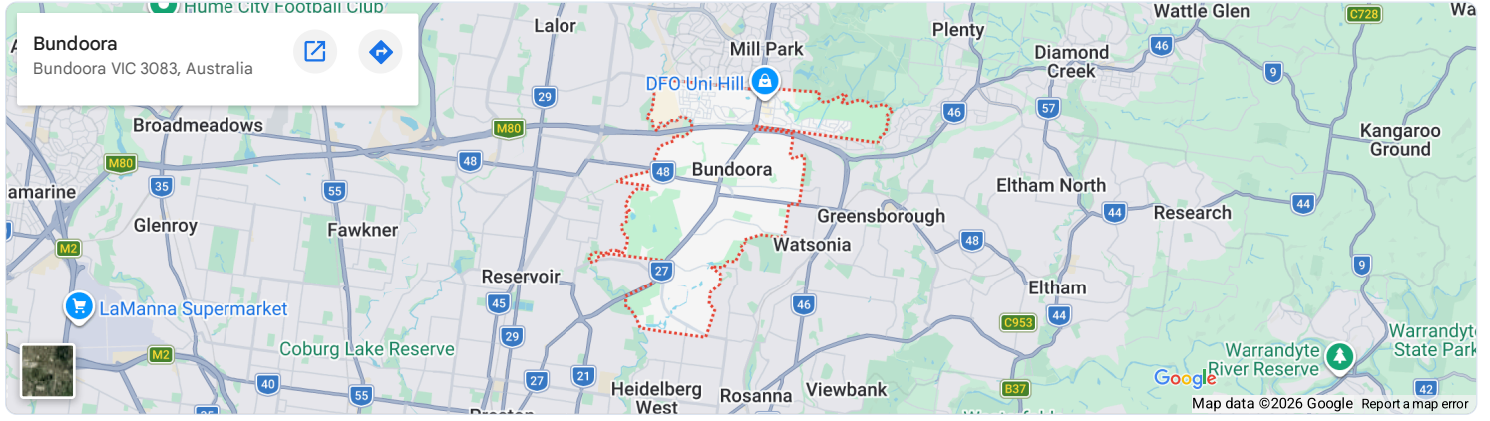 Hume City Football Club
Bundoora
Bundoora VIC 3083, Australia
Lalor
Mill Park
DFO Uni Hill
Plenty
Wattle Glen
C728
Diamond
Creek
46
9
29
57
46
Broadmeadows
M80
M80
48
48
Bundoora
Kangaroo
Ground
35
55
amarine
Glenroy
Fawkner
Eltham North
44
Research
44
Greensborough
Watsonia
48
M2
Reservoir
27
9
Eltham
LaManna Supermarket
45
46
C953
44
29
Coburg Lake Reserve
M2
Warrandyte
River Reserve
State Park
40
55
27
21
Heidelberg
West
Rosanna
Viewbank
B37
42
Google
Map data ©2026 Google
Report a map error